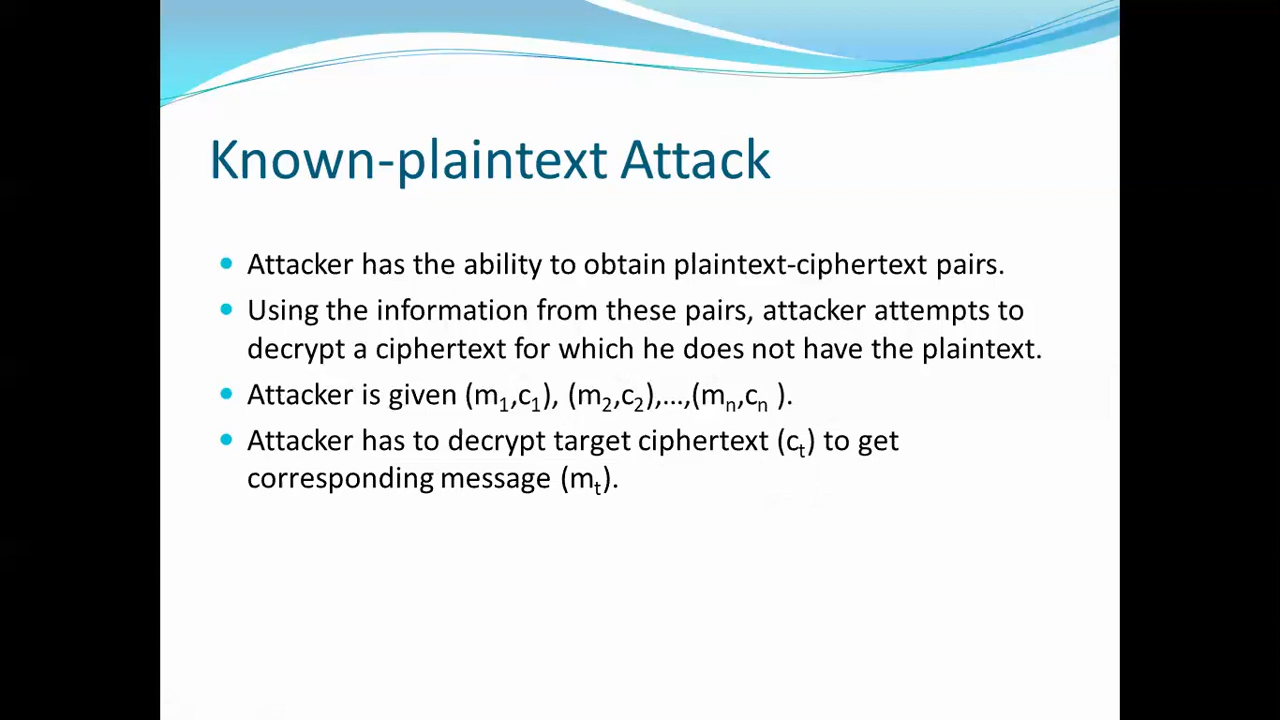 Known-plaintext Attack
• Attacker has the ability to obtain plaintext-ciphertext pairs.
• Using the information from these pairs, attacker attempts to
decrypt a ciphertext for which he does not have the plaintext.
• Attacker is given (m₁,c₁), (m₂,c₂),...,(mₙ,cₙ ).
• Attacker has to decrypt target ciphertext (cₜ) to get
corresponding message (mₜ).